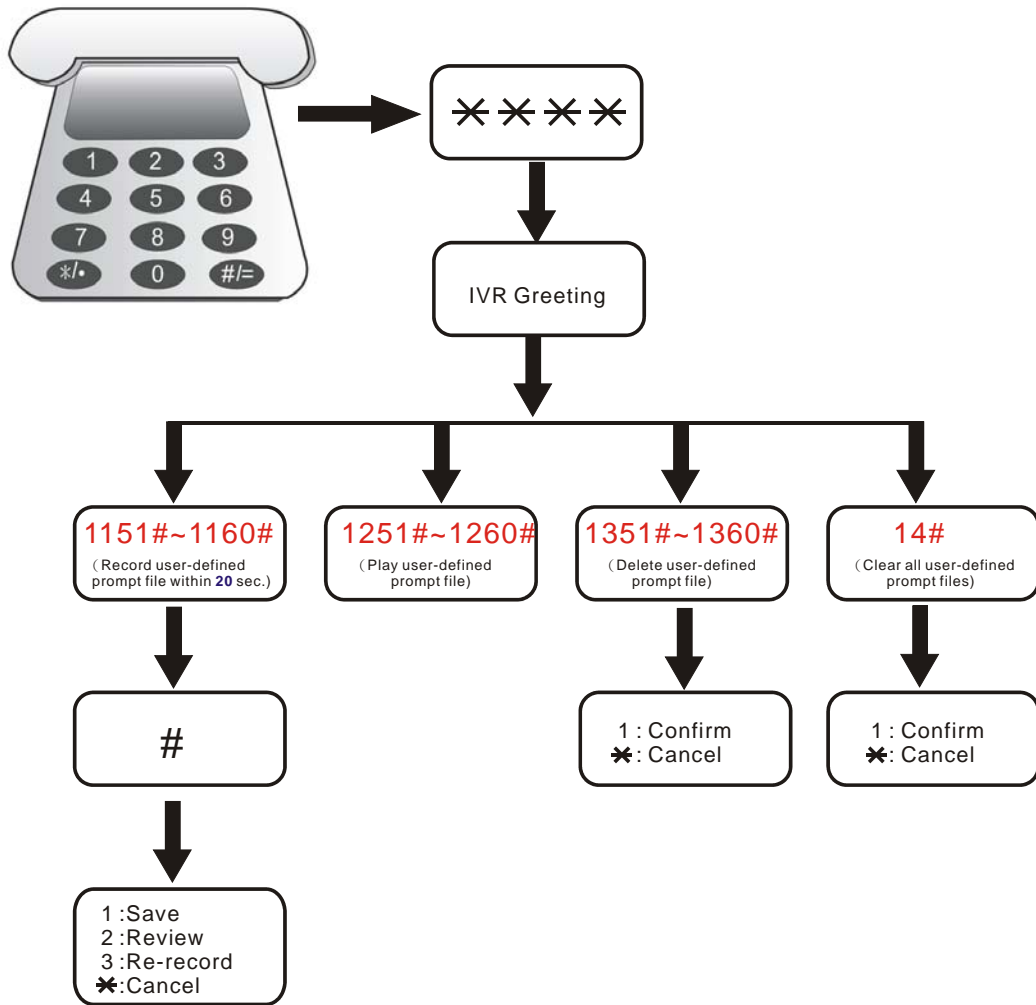 1 2 3
4 5 6
7 8 9
*/• 0 #/=
* * * *
IVR Greeting
1151#~1160#
(Record user-defined
prompt file within 20 sec.)
1251#~1260#
(Play user-defined
prompt file)
1351#~1360#
(Delete user-defined
prompt file)
14#
(Clear all user-defined
prompt files)
#
1 : Confirm
*: Cancel
1 : Confirm
*: Cancel
1 :Save
2 :Review
3 :Re-record
*:Cancel